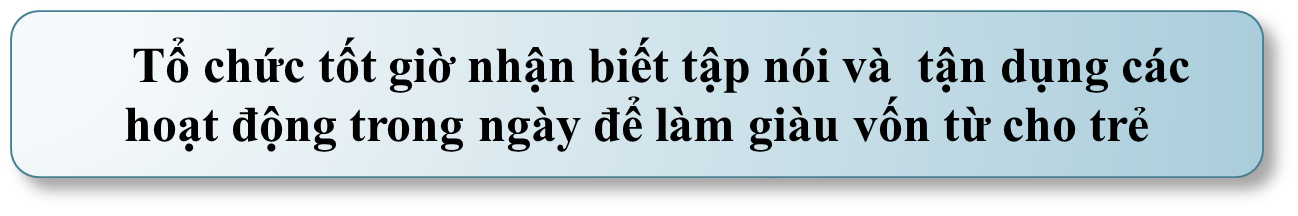 Tổ chức tốt giờ nhận biết tập nói và  tận dụng các
hoạt động trong ngày để làm giàu vốn từ cho trẻ